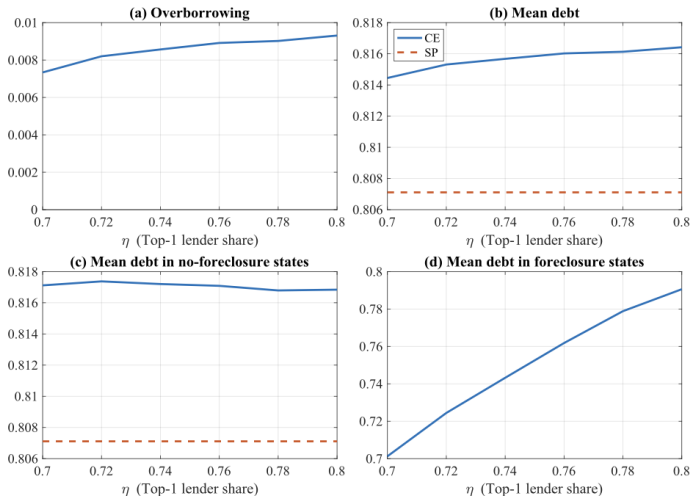 (a) Overborrowing
0.01
0.008
0.006
0.004
0.002
0
0.7 0.72 0.74 0.76 0.78 0.8
η (Top-1 lender share)
(b) Mean debt
0.818
0.816
0.814
0.812
0.81
0.808
0.806
CE
SP
0.7 0.72 0.74 0.76 0.78 0.8
η (Top-1 lender share)
(c) Mean debt in no-foreclosure states
0.818
0.816
0.814
0.812
0.81
0.808
0.806
0.7 0.72 0.74 0.76 0.78 0.8
η (Top-1 lender share)
(d) Mean debt in foreclosure states
0.8
0.78
0.76
0.74
0.72
0.7
0.7 0.72 0.74 0.76 0.78 0.8
η (Top-1 lender share)